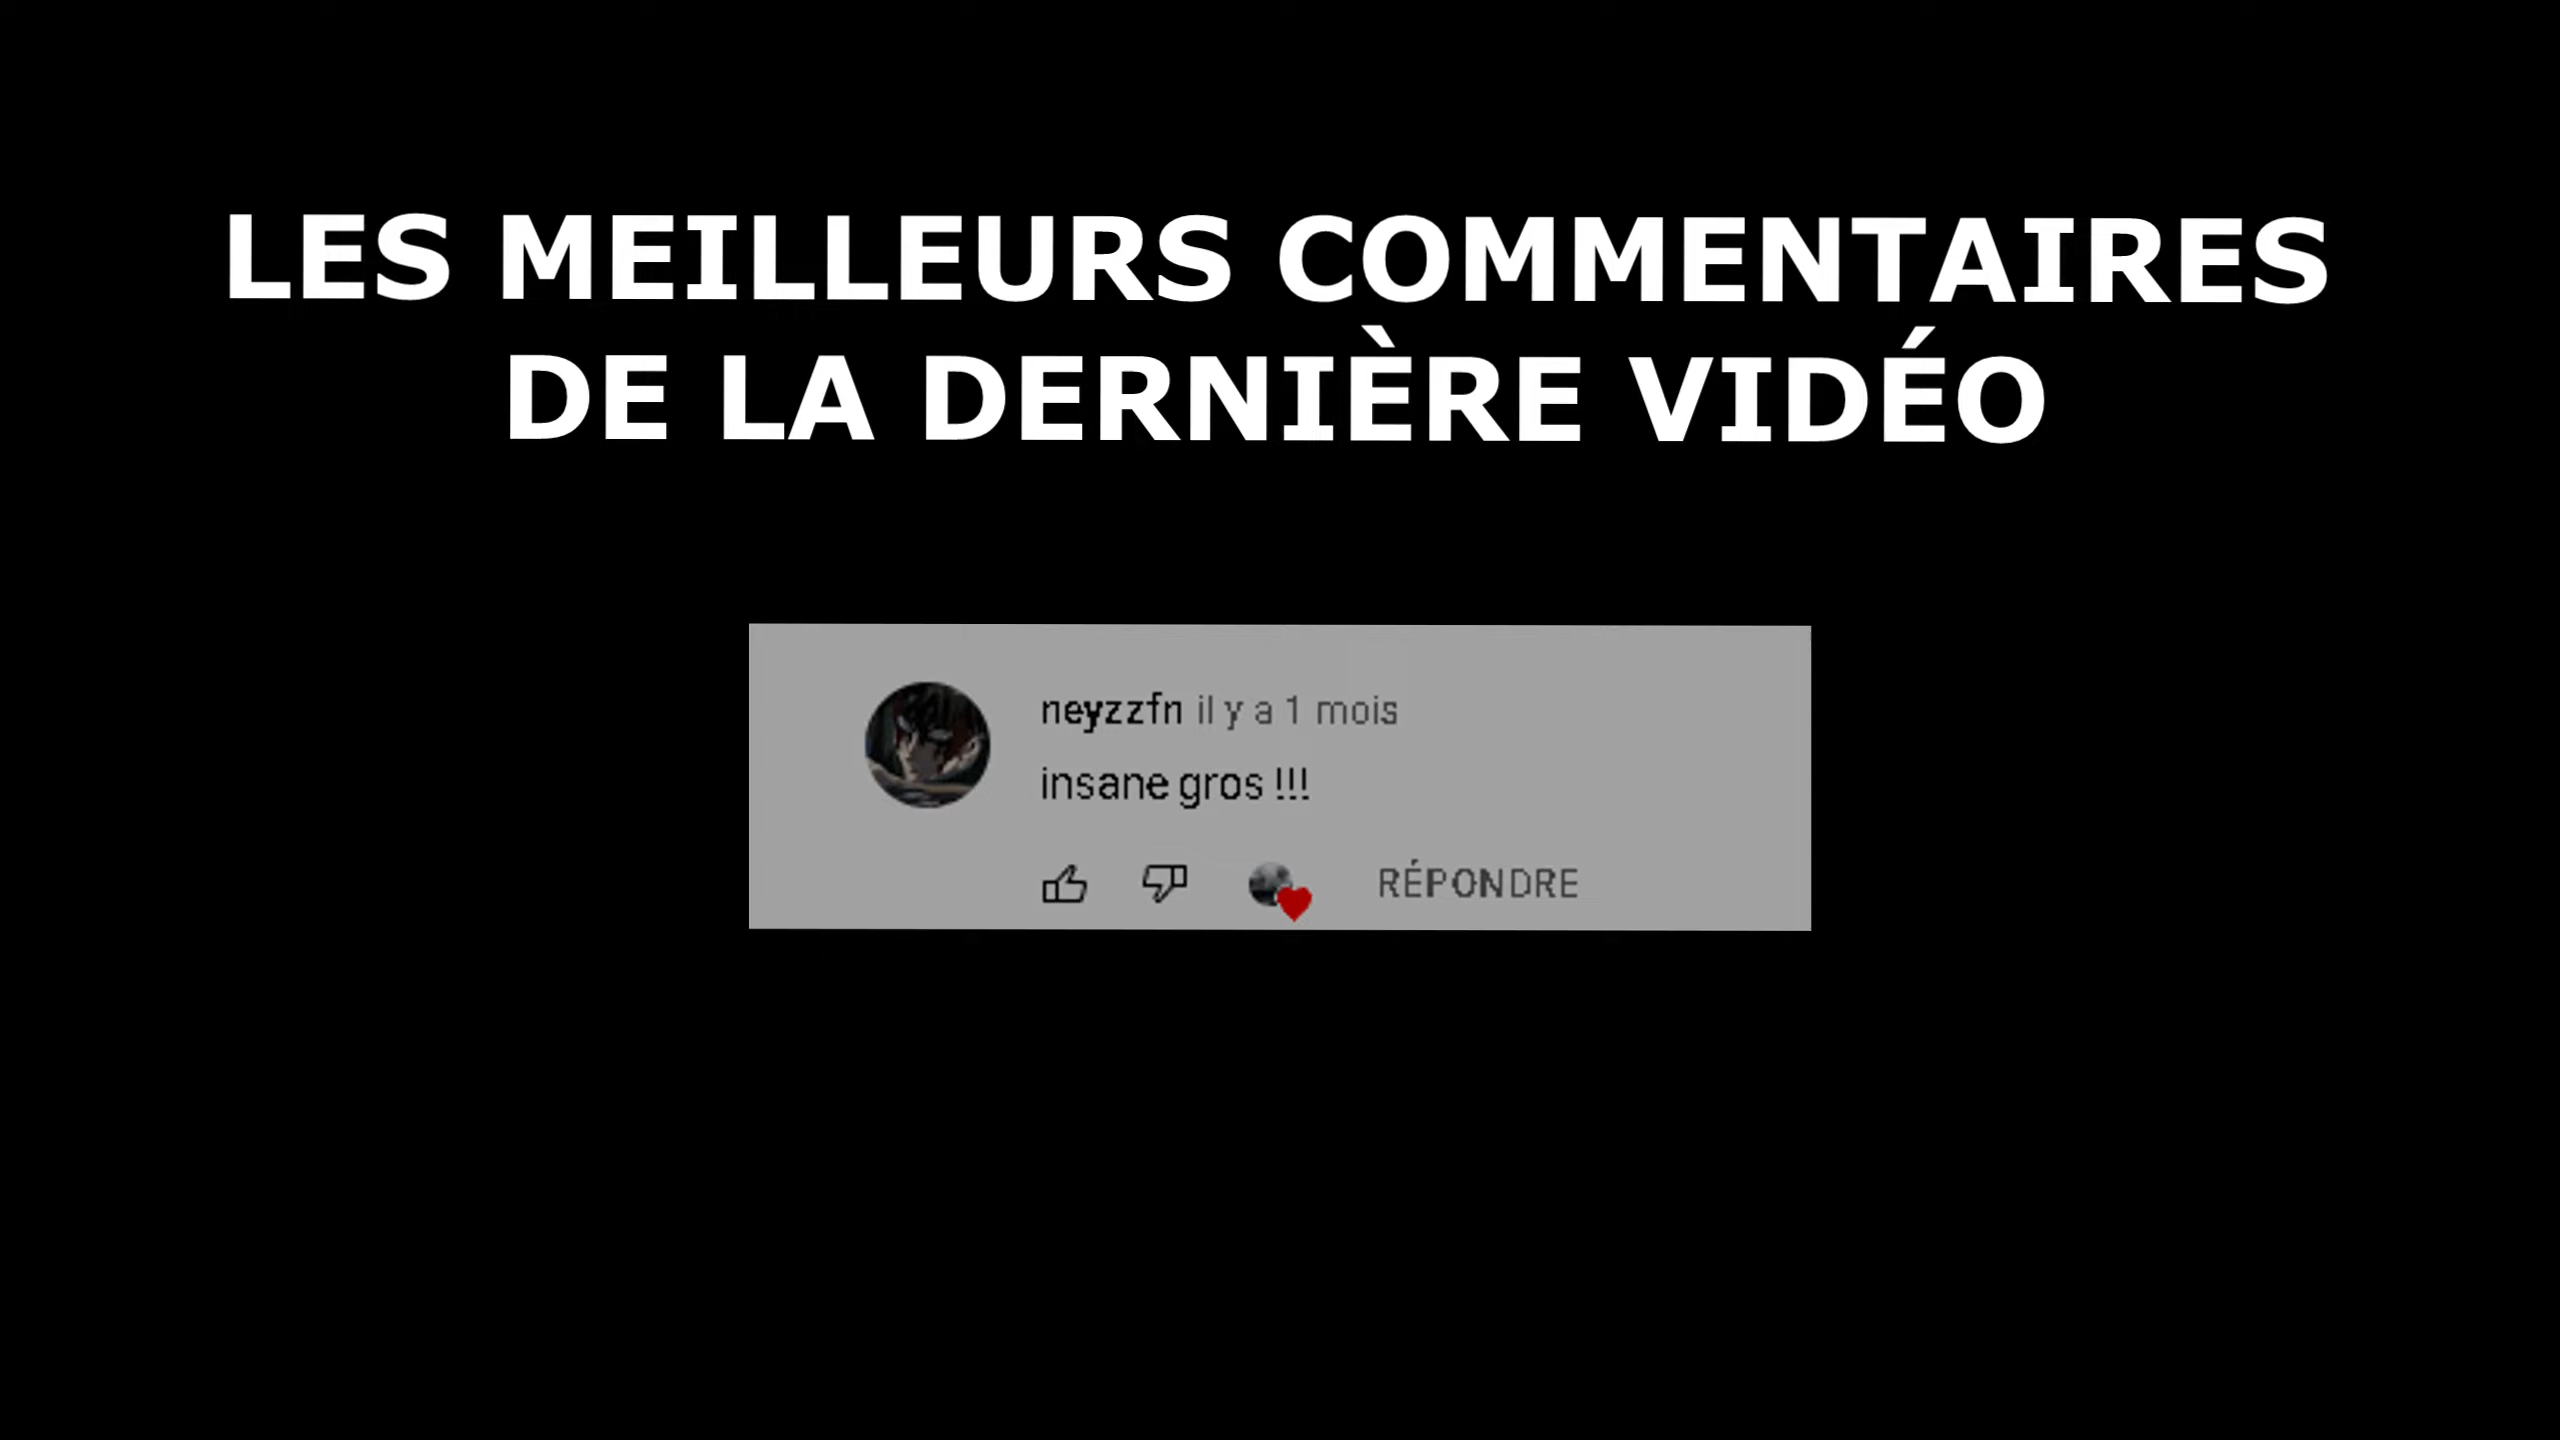 LES MEILLEURS COMMENTAIRES
DE LA DERNIÈRE VIDÉO
neyzzfn il y a 1 mois
insane gros !!!
RÉPONDRE